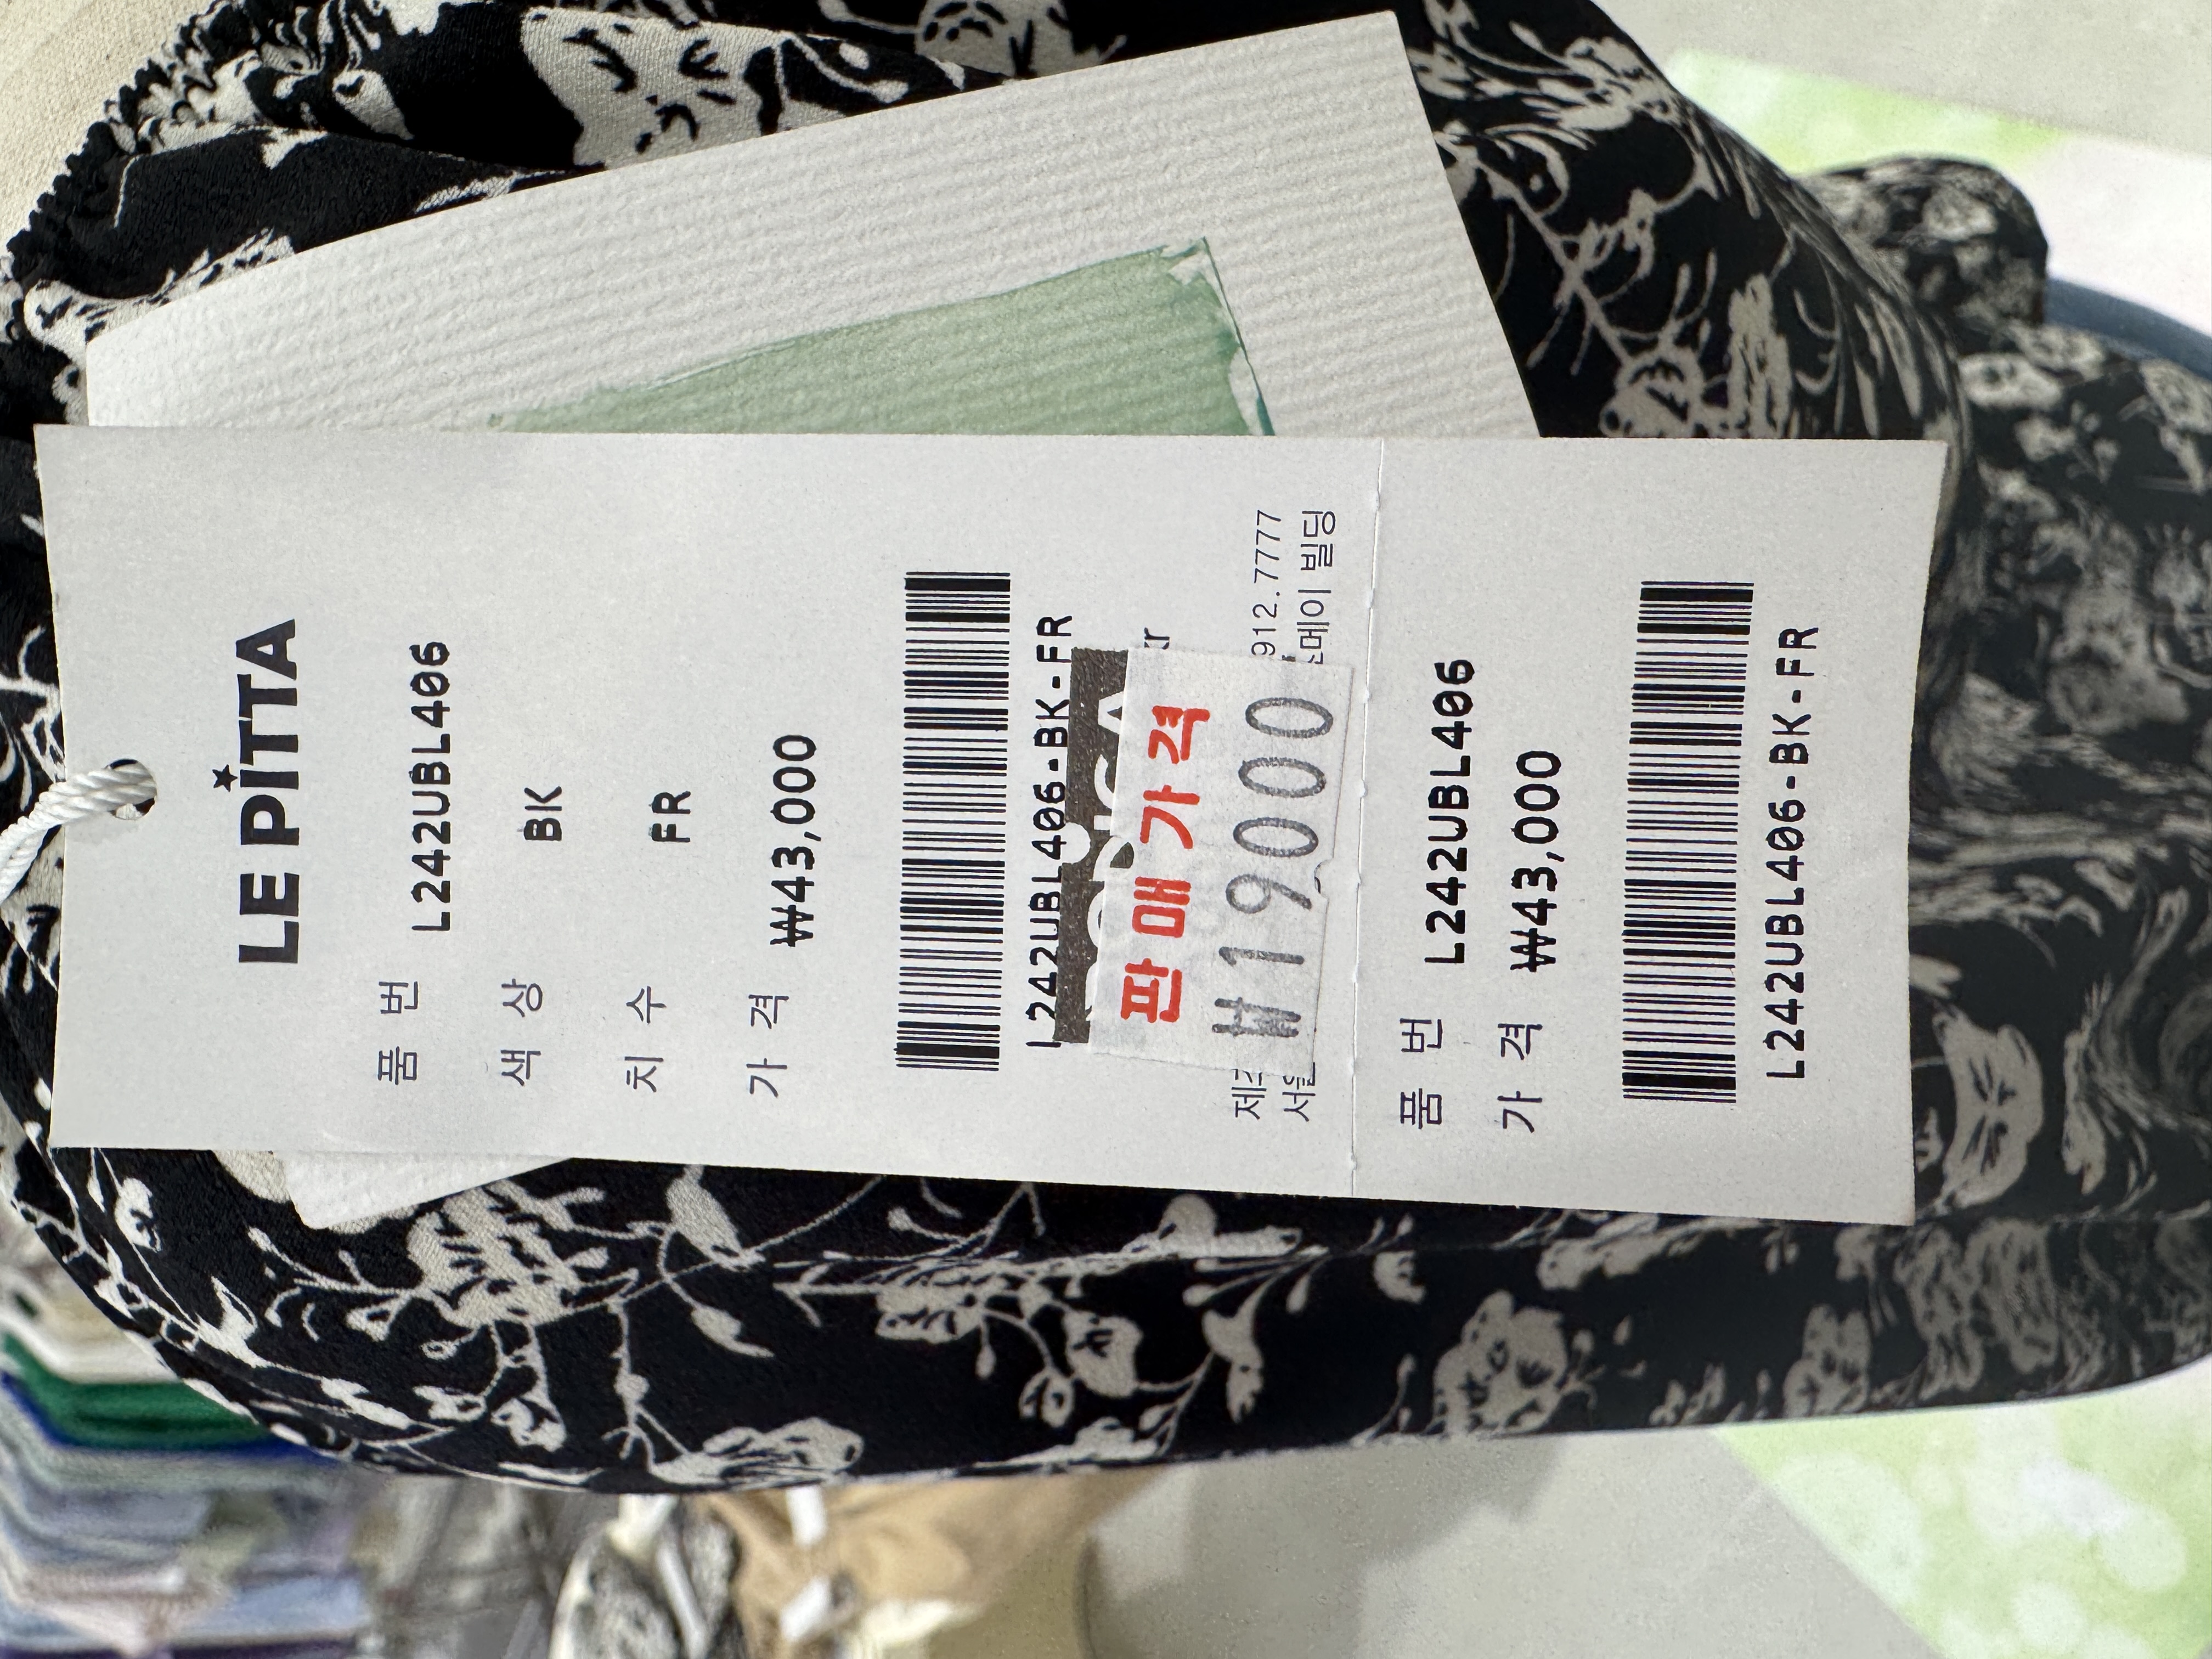 LE PITTA
품 번 L242UBL406
색 상 BK
치 수 FR
가 격 ₩43,000
L242UBL406-BK-FR
판매가격
₩19000
912.7777
빌딩
품 번 L242UBL406
가 격 ₩43,000
L242UBL406-BK-FR